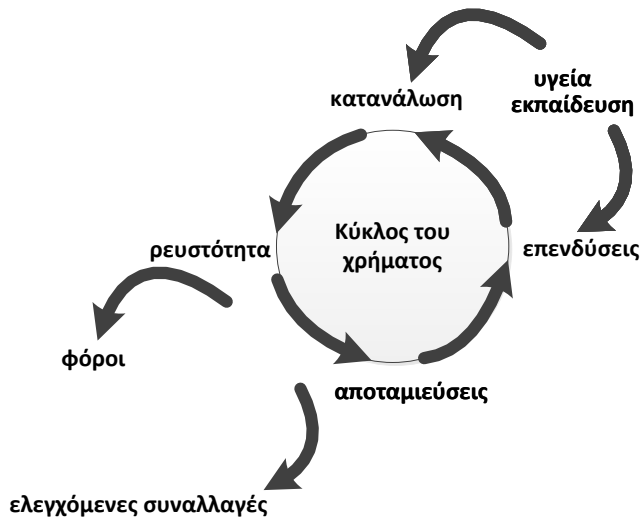 υγεία
εκπαίδευση
κατανάλωση
Κύκλος του
χρήματος
ρευστότητα
επενδύσεις
φόροι
αποταμιεύσεις
ελεγχόμενες συναλλαγές